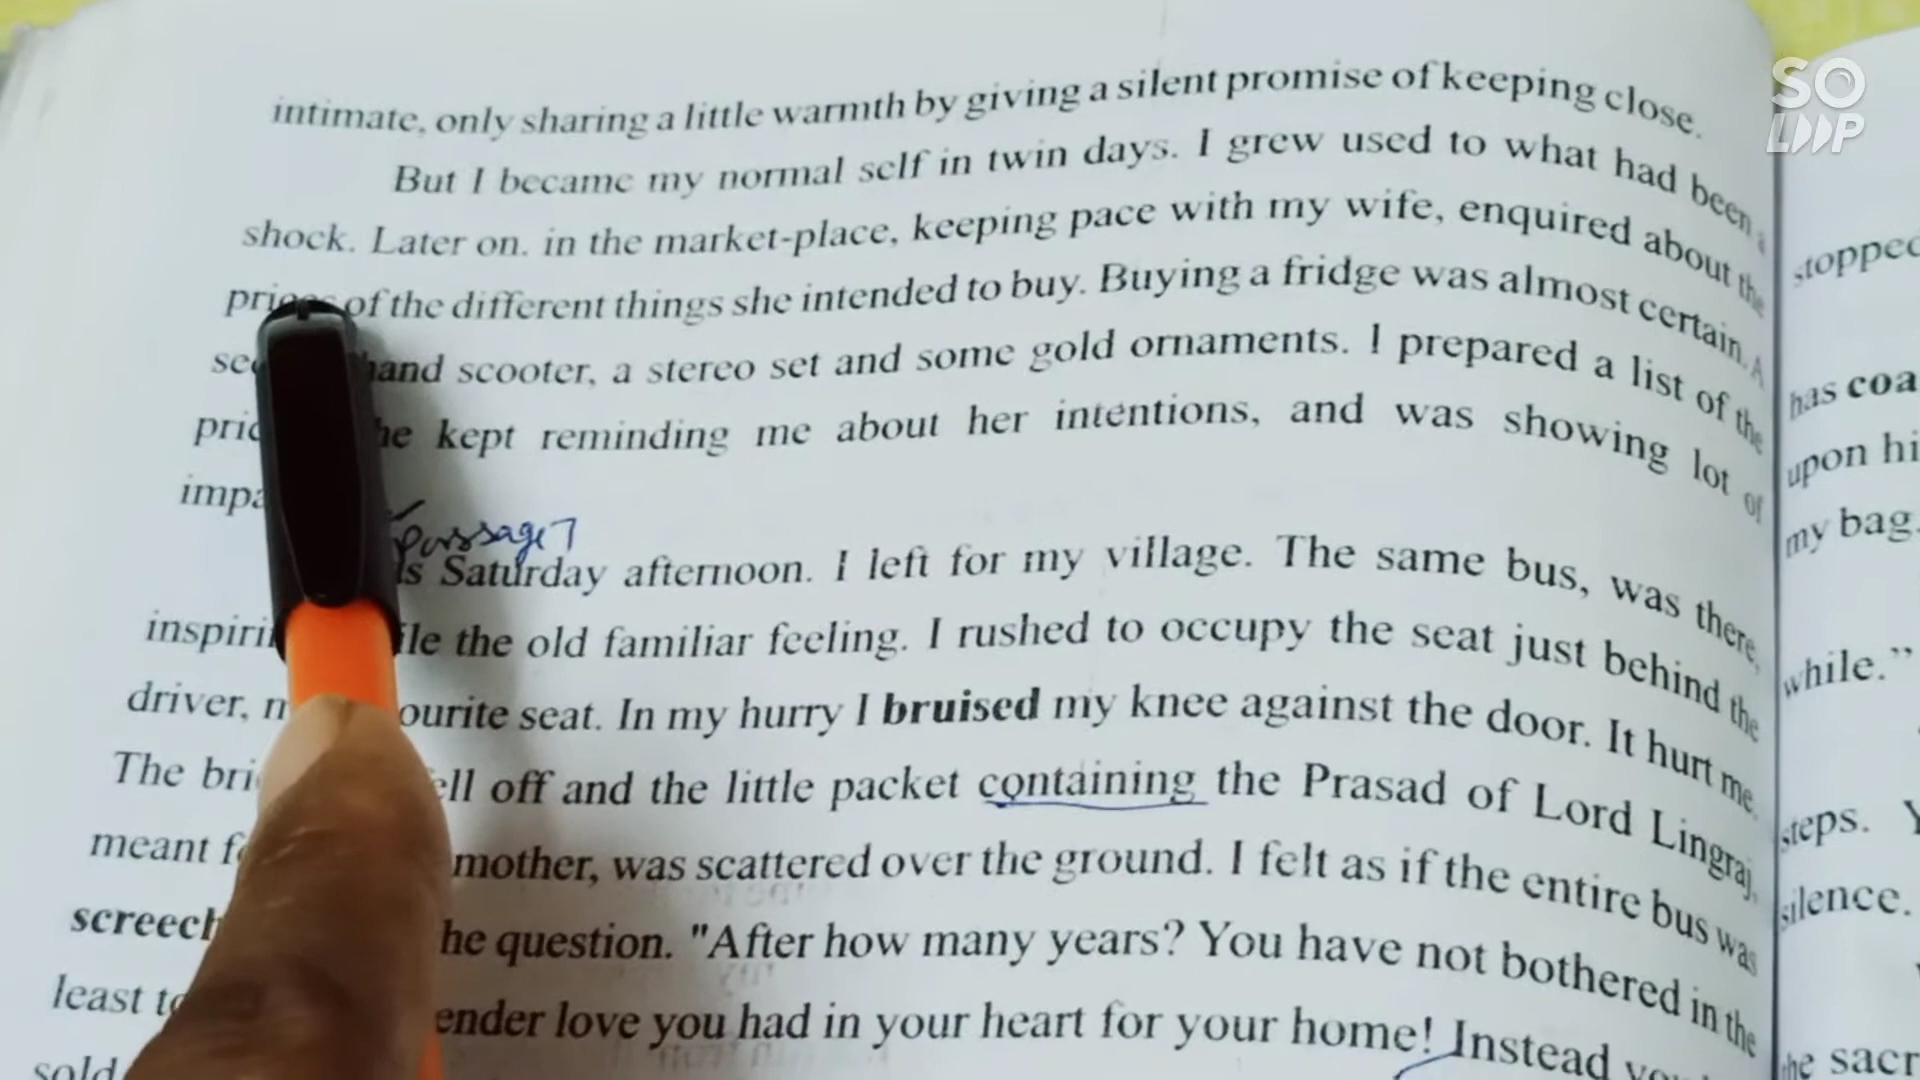 intimate, only sharing a little warmth by giving a silent promise of keeping close.
But I became my normal self in twin days. I grew used to what had been a
shock. Later on. in the market-place, keeping pace with my wife, enquired about the
of the different things she intended to buy. Buying a fridge was almost certain. A
hand scooter, a stereo set and some gold ornaments. I prepared a list of the
kept reminding me about her intentions, and was showing lot of
passage 7
Saturday afternoon. I left for my village. The same bus, was there,
the old familiar feeling. I rushed to occupy the seat just behind the
driver, seat. In my hurry I bruised my knee against the door. It hurt me.
The off and the little packet containing the Prasad of Lord Lingraj,
meant mother, was scattered over the ground. I felt as if the entire bus was
question. "After how many years? You have not bothered in the
least love you had in your heart for your home! Instead
sold
stopped
has
upon
my bag.
while.”
steps.
silence.
SOLOOP